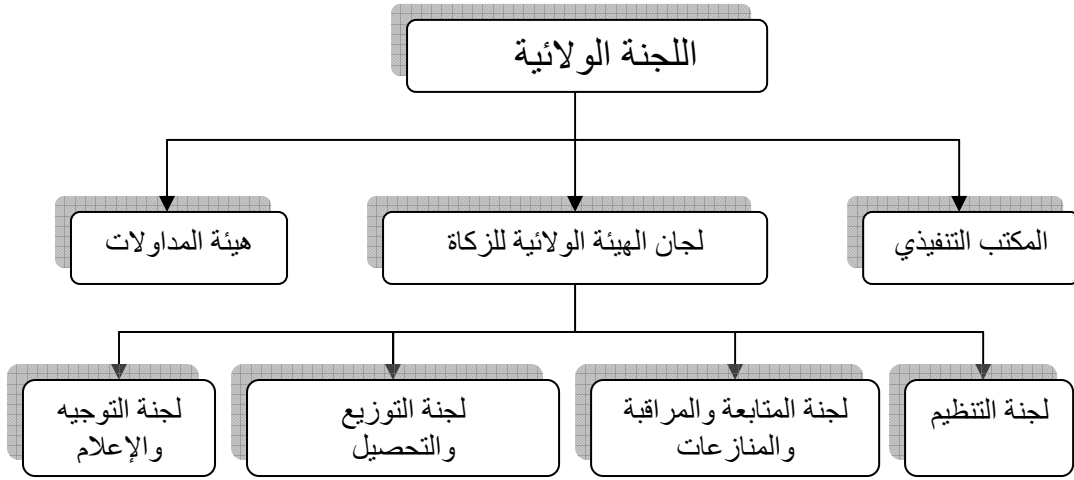 اللجنة الولائية
المكتب التنفيذي
لجان الهيئة الولائية للزكاة
هيئة المداولات
لجنة التنظيم
لجنة المتابعة والمراقبة
والمنازعات
لجنة التوزيع
والتحصيل
لجنة التوجيه
والإعلام